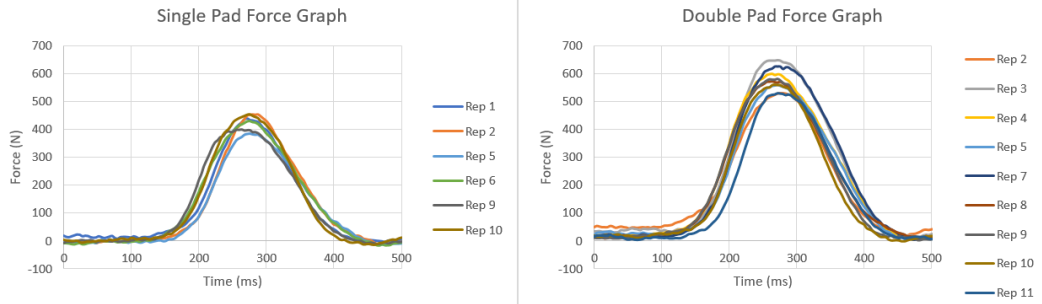 Single Pad Force Graph
700
600
500
400
300
200
100
0
-100
Force (N)
0
100
200
300
400
500
Time (ms)
Rep 1
Rep 2
Rep 5
Rep 6
Rep 9
Rep 10
Double Pad Force Graph
700
600
500
400
300
200
100
0
-100
Force (N)
0
100
200
300
400
500
Time (ms)
Rep 2
Rep 3
Rep 4
Rep 5
Rep 7
Rep 8
Rep 9
Rep 10
Rep 11